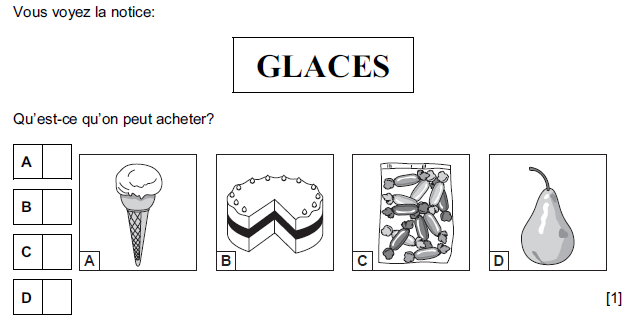 Vous voyez la notice:
GLACES
Qu'est-ce qu'on peut acheter?
A
B
C
D
A
B
C
D
[1]